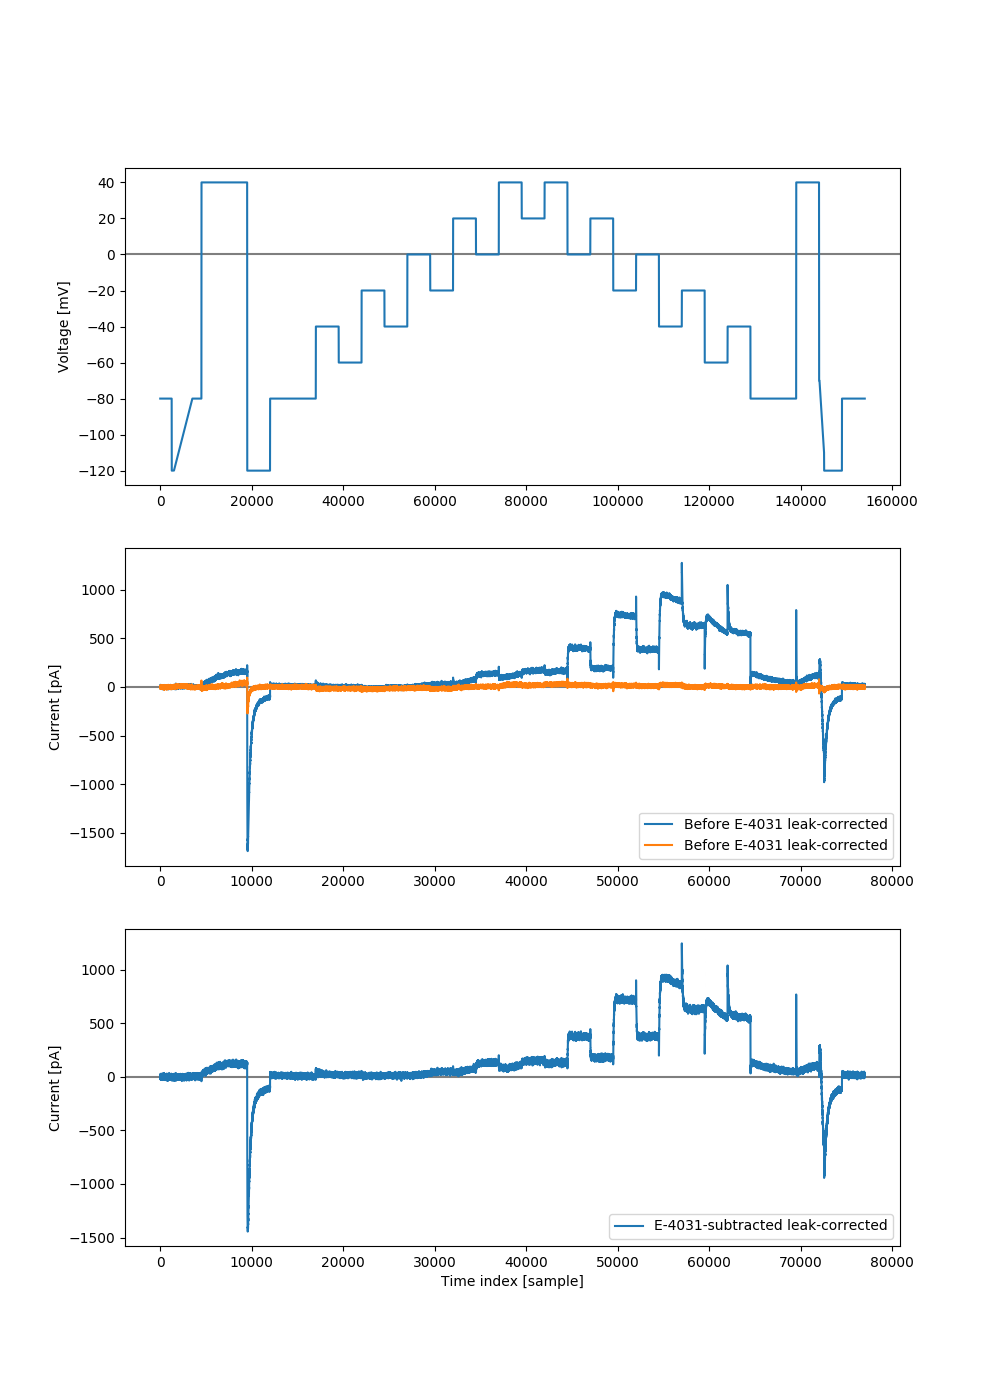 40
20
0
−20
−40
−60
−80
−100
−120
Voltage [mV]
0 20000 40000 60000 80000 100000 120000 140000 160000
1000
500
0
−500
−1000
−1500
Current [pA]
Before E-4031 leak-corrected
Before E-4031 leak-corrected
0 10000 20000 30000 40000 50000 60000 70000 80000
1000
500
0
−500
−1000
−1500
Current [pA]
E-4031-subtracted leak-corrected
0 10000 20000 30000 40000 50000 60000 70000 80000
Time index [sample]